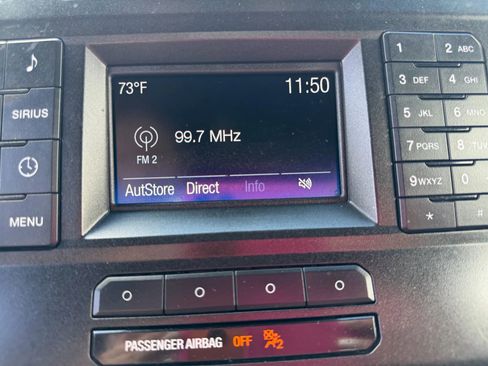 73°F 11:50
99.7 MHz
FM 2
AutStore Direct Info
SIRIUS
MENU
1 2 ABC
3 DEF 4 GHI
5 JKL 6 MNO
7 PQRS 8 TUV
9 WXYZ 0
* #
PASSENGER AIRBAG OFF 2